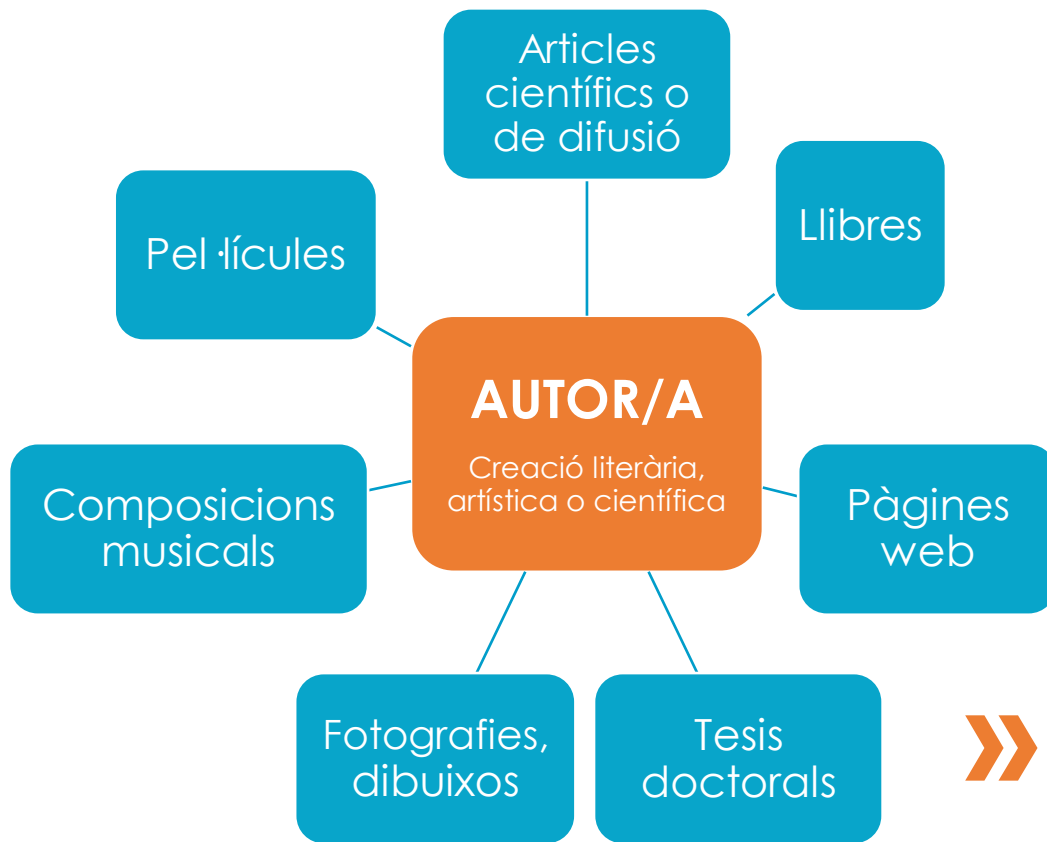 Articles
científics o
de difusió
Llibres
Pel·lícules
AUTOR/A
Creació literària,
artística o científica
Composicions
musicals
Pàgines
web
Fotografies,
dibuixos
Tesis
doctorals